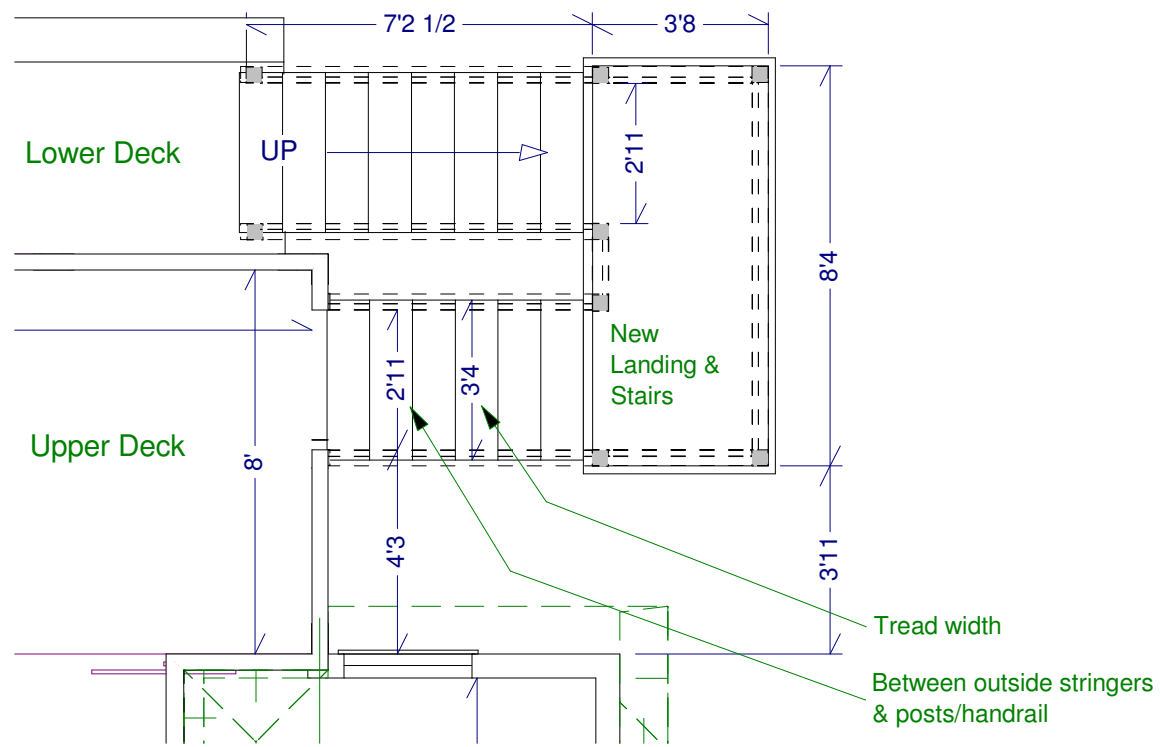 7'2 1/2
3'8
Lower Deck
UP
2'11
8'4
New
Landing &
Stairs
2'11
3'4
Upper Deck
8'
4'3
3'11
Tread width
Between outside stringers
& posts/handrail